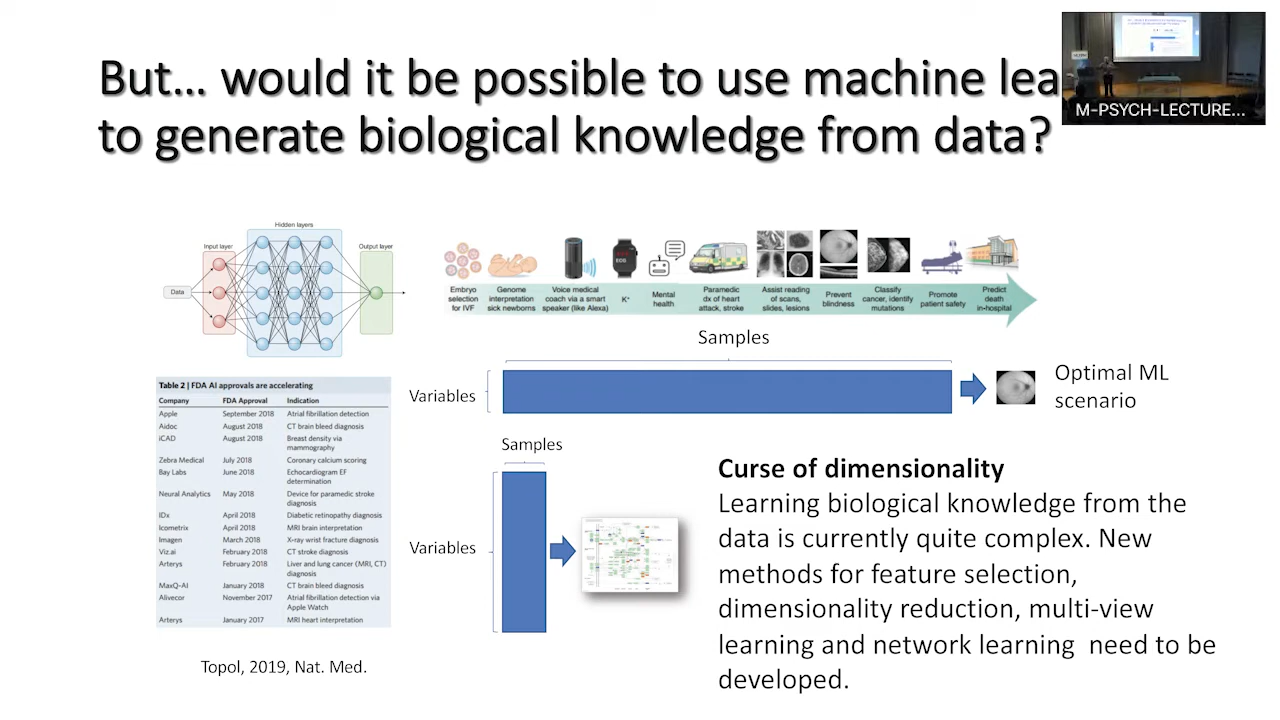 But... would it be possible to use machine lea
to generate biological knowledge from data?
M-PSYCH-LECTURE...
Hidden layers
Input layer
Output layer
Data
EOS
Embryo
selection
for IVF
Genome
interpretation
sick newborns
Voice medical
coach via a smart
speaker (like Alexa)
K+
Mental
health
Paramedic
dx of heart
attack, stroke
Assist reading
of scans,
slides, lesions
Prevent
blindness
Classify
cancer, identify
mutations
Promote
patient safety
Predict
death
in-hospital
Samples
Variables
Optimal ML
scenario
Table 2 | FDA AI approvals are accelerating
Company FDA Approval Indication
Apple September 2018 Atrial fibrillation detection
Aidoc August 2018 CT brain bleed diagnosis
iCAD August 2018 Breast density via
mammography
Zebra Medical July 2018 Coronary calcium scoring
Bay Labs June 2018 Echocardiogram EF
determination
Neural Analytics May 2018 Device for paramedic stroke
diagnosis
IDx April 2018 Diabetic retinopathy diagnosis
Icometrix April 2018 MRI brain interpretation
Imagen March 2018 X-ray wrist fracture diagnosis
Viz.ai February 2018 CT stroke diagnosis
Arterys February 2018 Liver and lung cancer (MRI, CT)
diagnosis
MaxQ-AI January 2018 CT brain bleed diagnosis
Alivecor November 2017 Atrial fibrillation detection via
Apple Watch
Arterys January 2017 MRI heart interpretation
Topol, 2019, Nat. Med.
Samples
Variables
Curse of dimensionality
Learning biological knowledge from the
data is currently quite complex. New
methods for feature selection,
dimensionality reduction, multi-view
learning and network learning need to be
developed.